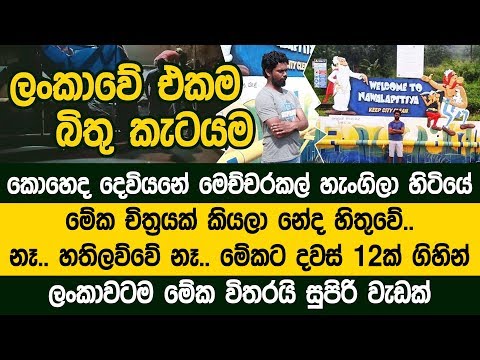 ලංකාවේ එකම
බිතු කැටයම
WELCOME TO
NAWALAPITIYA
KEEP CITY CLEAN
කොහෙද දෙවියනේ මෙච්චරකල් හැංගිලා හිටියේ
මේක චිත්‍රයක් කියලා නේද හිතුවේ..
නෑ.. හතිලව්වේ නෑ.. මේකට දවස් 12ක් ගිහින්
ලංකාවටම මේක විතරයි සුපිරි වැඩක්